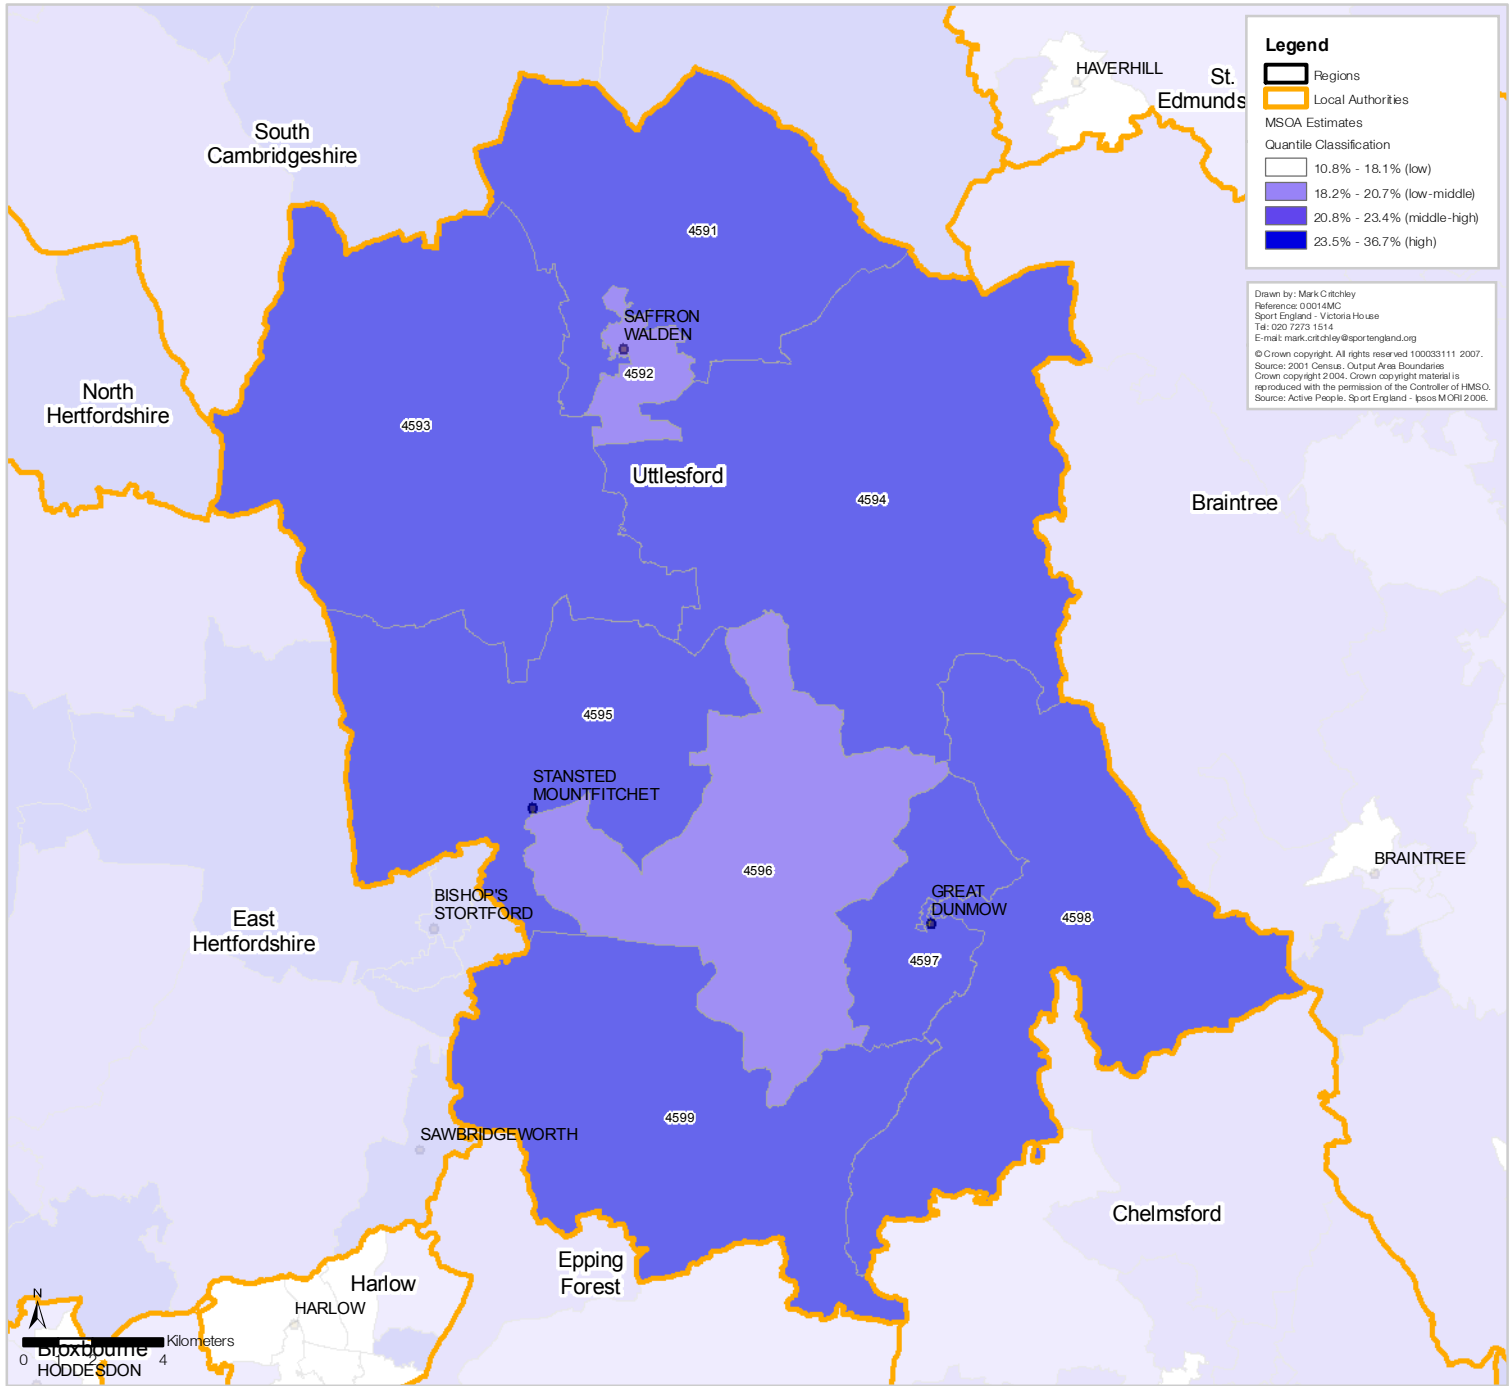 HAVERHILL
St.
Edmunds
South
Cambridgeshire
Legend
Regions
Local Authorities
MSOA Estimates
Quantile Classification
10.8% - 18.1% (low)
18.2% - 20.7% (low-middle)
20.8% - 23.4% (middle-high)
23.5% - 36.7% (high)
Drawn by: Mark Critchley
Reference: 00014MC
Sport England - Victoria House
Tel: 020 7273 1514
E-mail: mark.critchley@sportengland.org
© Crown copyright. All rights reserved 100033111 2007.
Source: 2001 Census. Output Area Boundaries
Crown copyright 2004. Crown copyright material is
reproduced with the permission of the Controller of HMSO.
Source: Active People. Sport England - Ipsos MORI 2006.
4591
SAFFRON
WALDEN
4592
North
Hertfordshire
4593
Uttlesford
4594
Braintree
4595
STANSTED
MOUNTFITCHET
4596
BRAINTREE
BISHOP'S
STORTFORD
GREAT
DUNMOW
East
Hertfordshire
4598
4597
4599
SAWBRIDGEWORTH
Chelmsford
Epping
Forest
Harlow
HARLOW
N
Kilometers
Broxbourne
0 1 2 4
HODDESDON